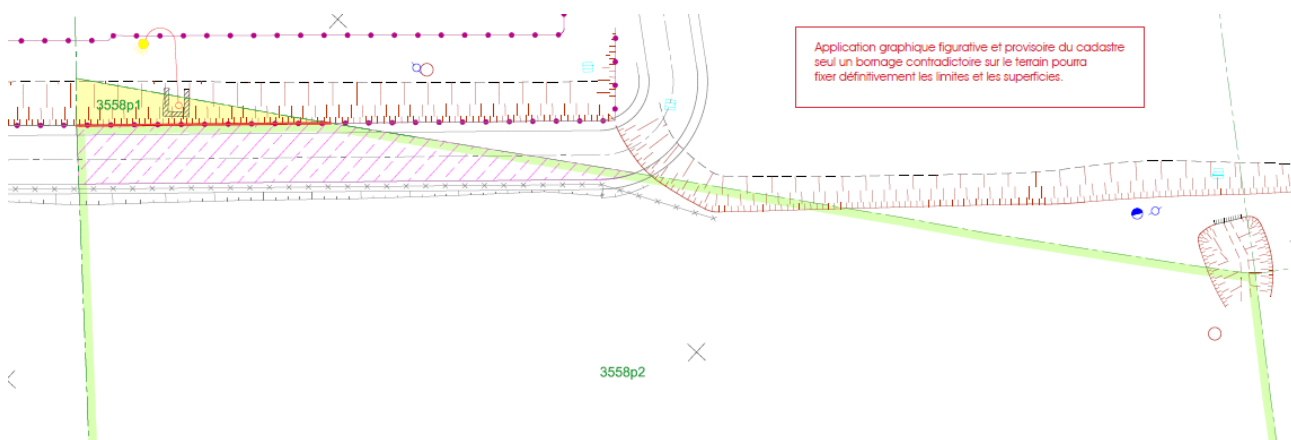 Application graphique figurative et provisoire du cadastre
seul un bornage contradictoire sur le terrain pourra
fixer définitivement les limites et les superficies.
3558p1
3558p2